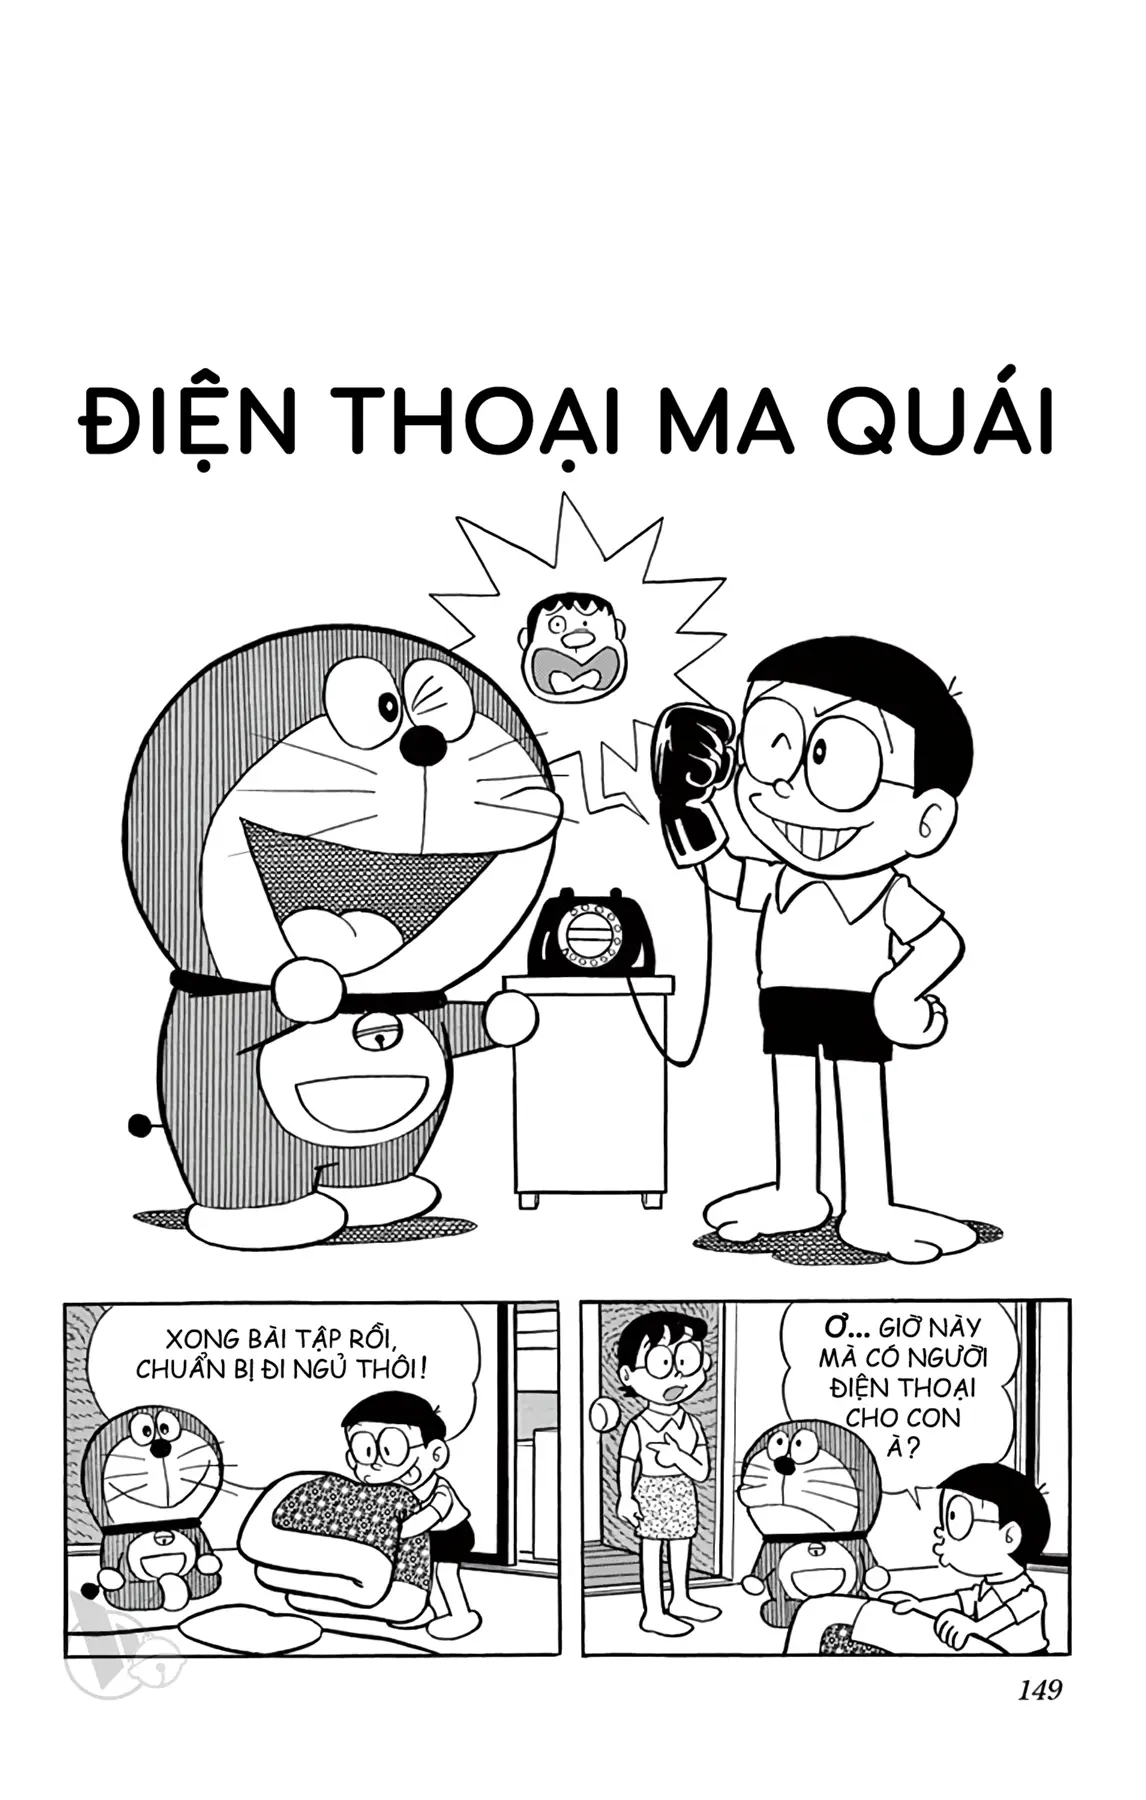 ĐIỆN THOẠI MA QUÁI
XONG BÀI TẬP RỒI,
CHUẨN BỊ ĐI NGỦ THÔI!
Ơ... GIỜ NÀY
MÀ CÓ NGƯỜI
ĐIỆN THOẠI
CHO CON
À?
149